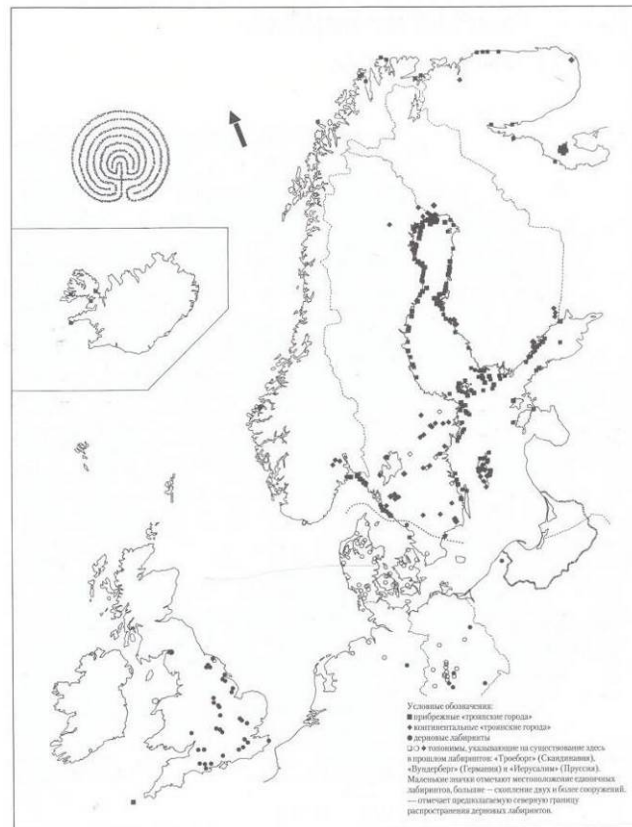 Условные обозначения:
■ прибрежные «троянские города»
♦ континентальные «троянские города»
● дерновые лабиринты
❏❍♦ топонимы, указывающие на существование здесь
в прошлом лабиринтов: «Троеборг» (Скандинавия),
«Вундерберг» (Германия) и «Иерусалим» (Пруссия).
Маленькие значки отмечают местоположение единичных
лабиринтов, большие — скопление двух и более сооружений.
---- отмечает предполагаемую северную границу
распространения дерновых лабиринтов.